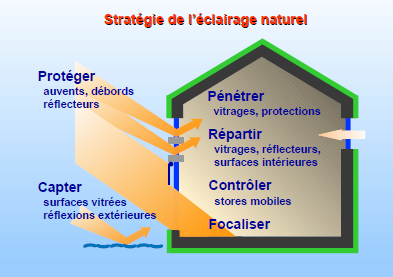 Stratégie de l'éclairage naturel
Protéger
auvents, débords
réflecteurs
Capter
surfaces vitrées
réflexions extérieures
Pénétrer
vitrages, protections
Répartir
vitrages, réflecteurs,
surfaces intérieures
Contrôler
stores mobiles
Focaliser